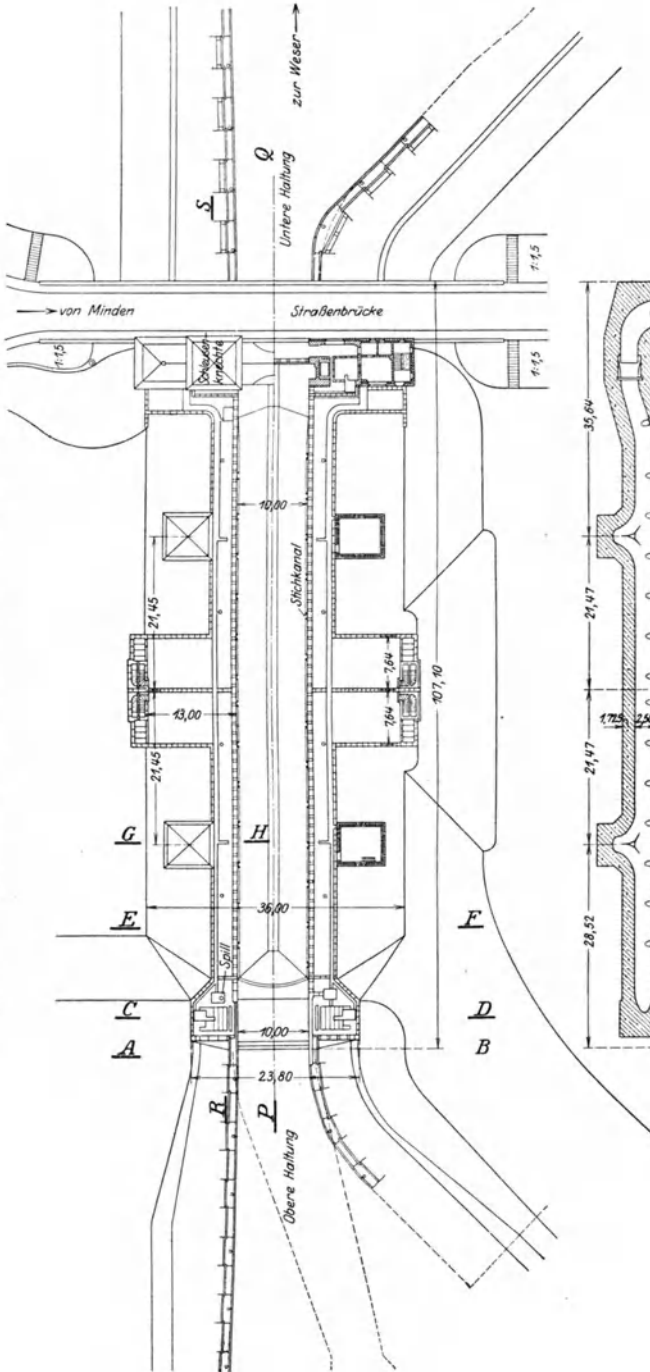 zur Weser
Q
Untere Haltung
S
1:1,5
1:1,5
von Minden
Straßenbrücke
1:1,5
Schleusen-
knechte
1:1,5
35,64
10,00
Stichkanal
21,45
21,47
107,10
7,64
13,00
7,64
21,45
21,47
G
H
36,00
E
F
28,52
Spill
C
10,00
D
A
B
23,80
R
P
Obere Haltung